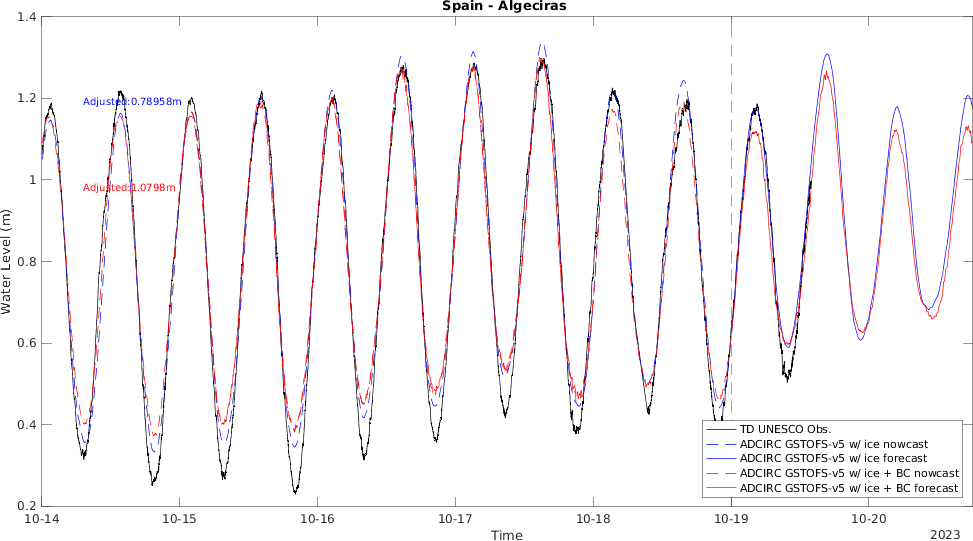 Spain - Algeciras
1.4
1.2
1
0.8
0.6
0.4
0.2
Water Level (m)
Adjusted:0.78958m
Adjusted:1.0798m
TD UNESCO Obs.
ADCIRC GSTOFS-v5 w/ ice nowcast
ADCIRC GSTOFS-v5 w/ ice forecast
ADCIRC GSTOFS-v5 w/ ice + BC nowcast
ADCIRC GSTOFS-v5 w/ ice + BC forecast
10-14 10-15 10-16 10-17 10-18 10-19 10-20
Time
2023